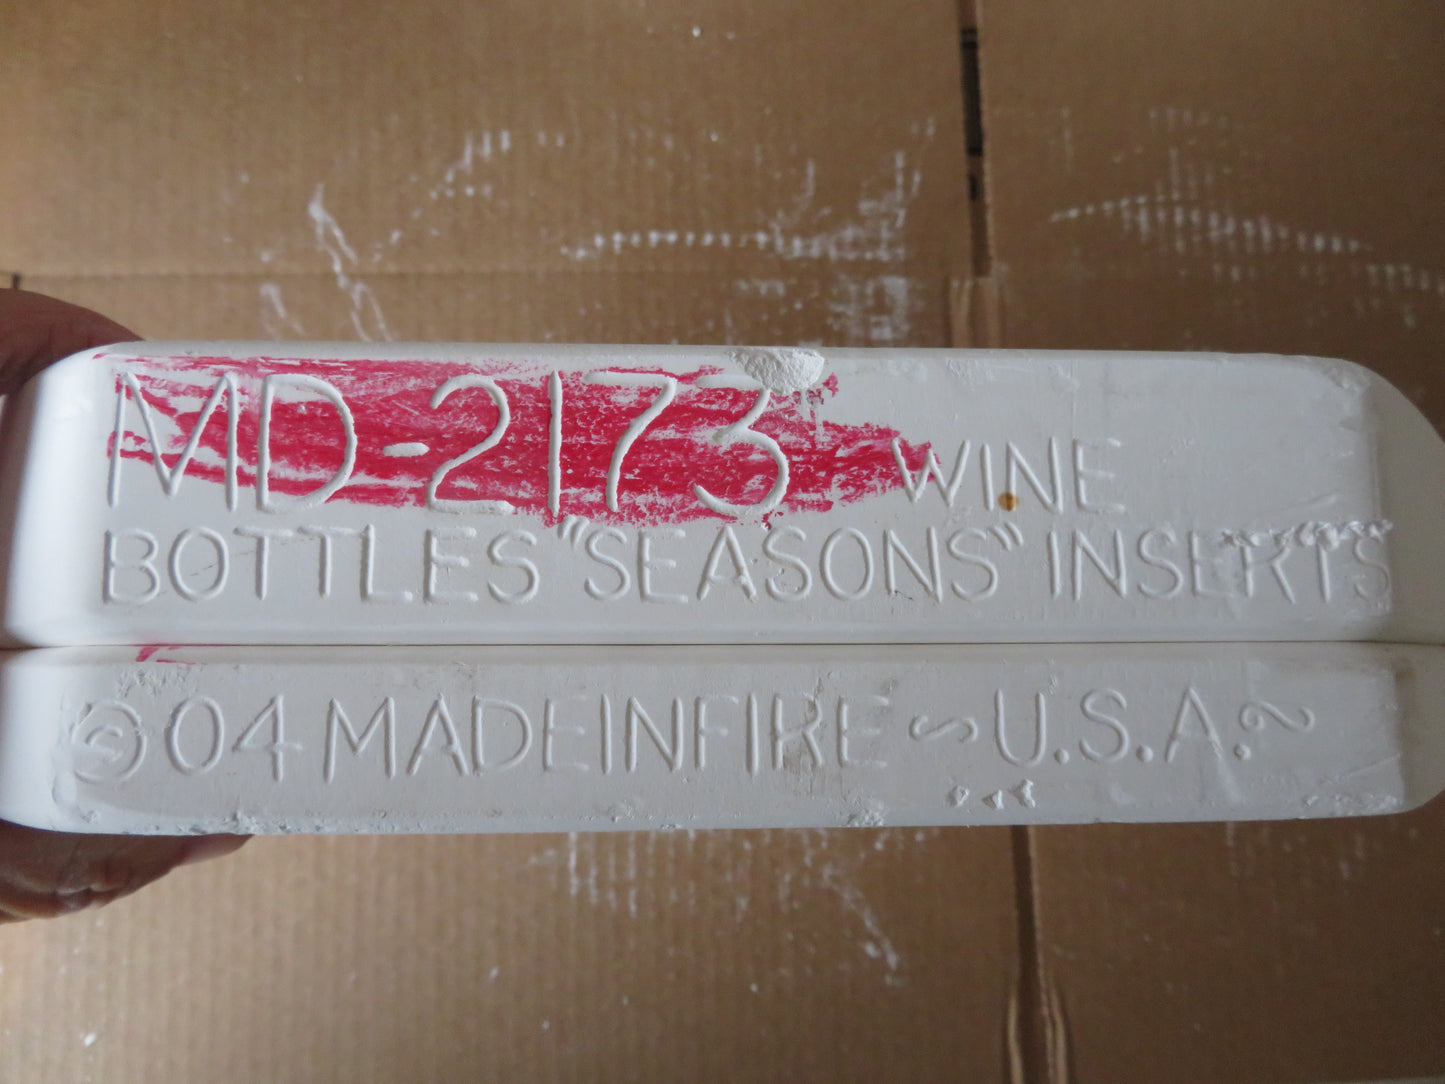 MD-2173 WINE
BOTTLES "SEASONS" INSERTS
©04 MADEINFIRE ~ U.S.A. ~